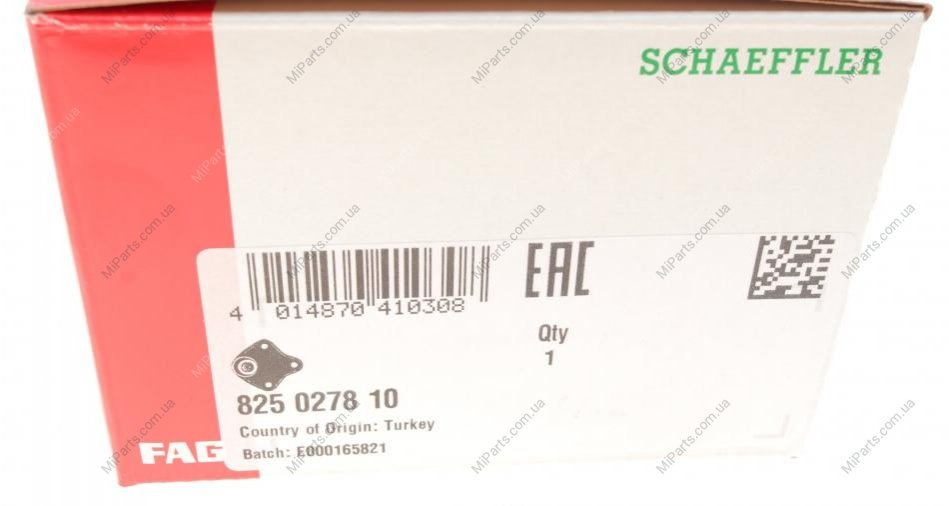 SCHAEFFLER
4 014870 410308
EAC
Qty
1
825 0278 10
Country of Origin: Turkey
Batch: E000165821
FAG
MiParts.com.ua